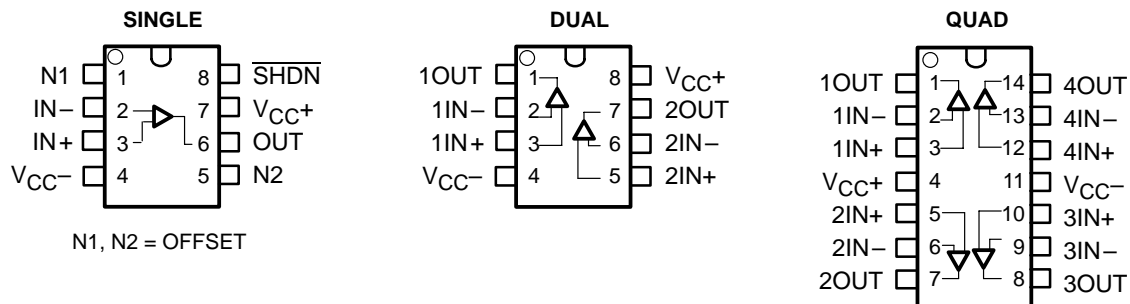 SINGLE
N1 1 8 SHDN
IN− 2 7 VCC+
IN+ 3 6 OUT
VCC− 4 5 N2
N1, N2 = OFFSET
DUAL
1OUT 1 8 VCC+
1IN− 2 7 2OUT
1IN+ 3 6 2IN−
VCC− 4 5 2IN+
QUAD
1OUT 1 14 4OUT
1IN− 2 13 4IN−
1IN+ 3 12 4IN+
VCC+ 4 11 VCC−
2IN+ 5 10 3IN+
2IN− 6 9 3IN−
2OUT 7 8 3OUT